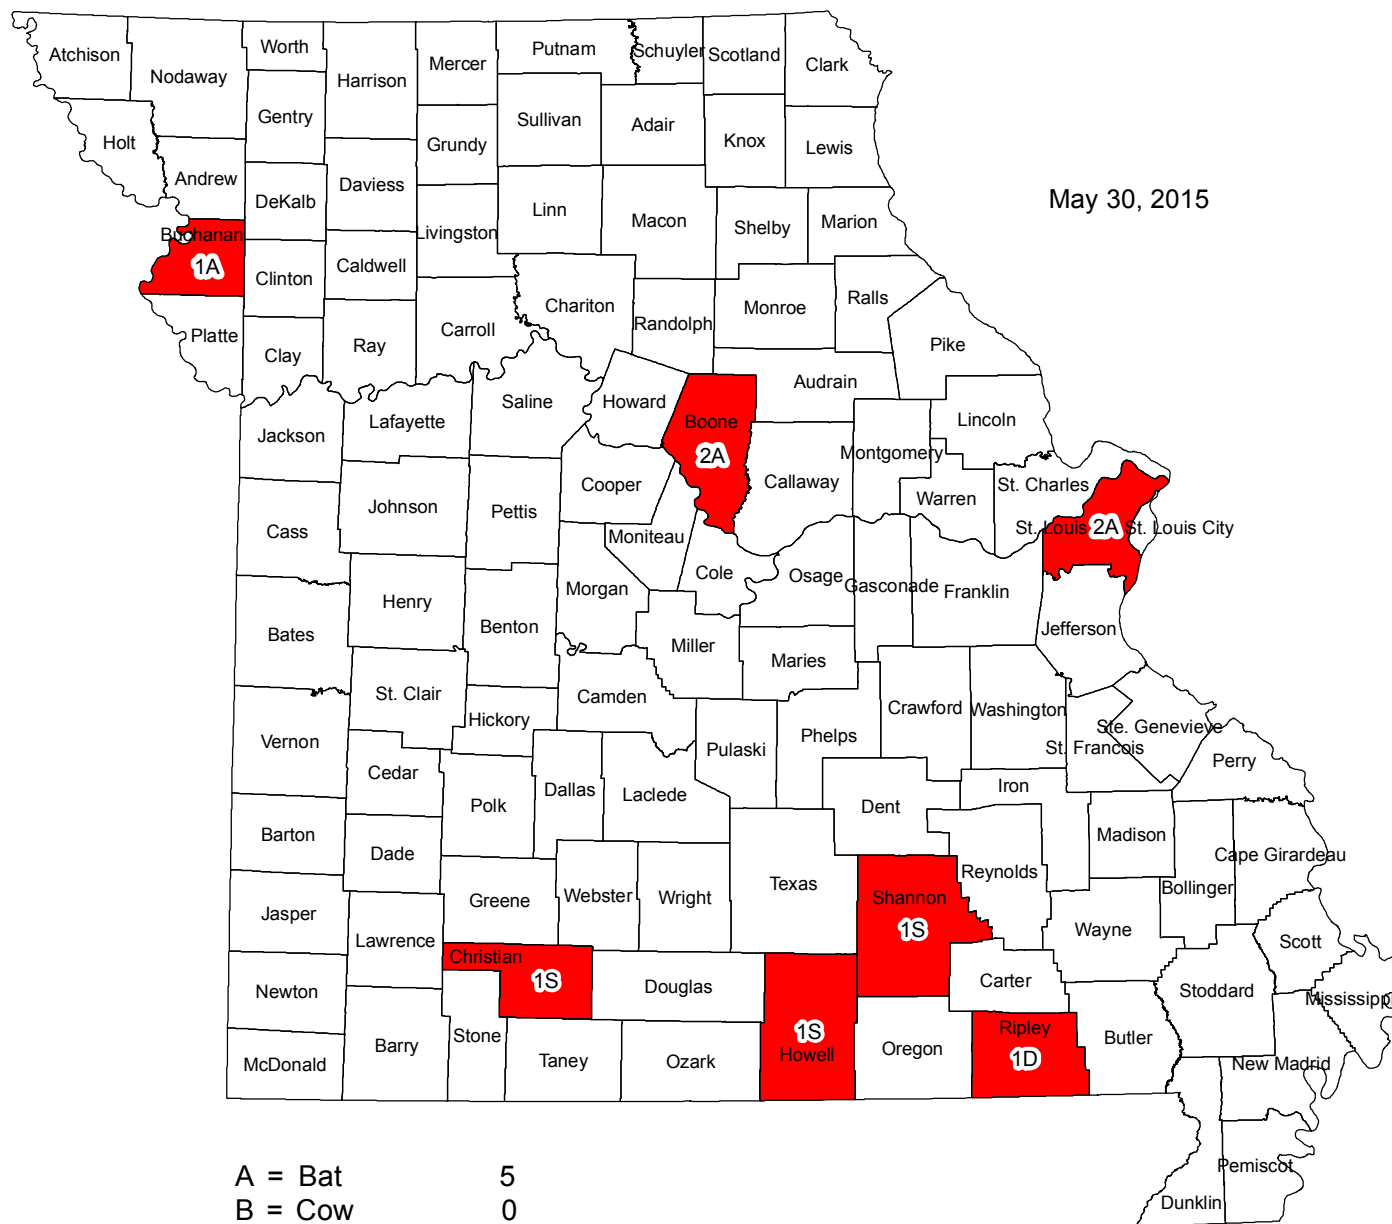 Atchison
Nodaway
Worth
Harrison
Mercer
Putnam
Schuyler
Scotland
Clark
Gentry
Sullivan
Adair
Knox
Lewis
Holt
Andrew
DeKalb
Daviess
Grundy
Linn
Macon
Shelby
Marion
May 30, 2015
Buchanan
1A
Clinton
Caldwell
Livingston
Chariton
Randolph
Monroe
Ralls
Platte
Clay
Ray
Carroll
Pike
Audrain
Howard
Saline
Lafayette
Jackson
Boone
2A
Lincoln
Montgomery
Callaway
Warren
St. Charles
Cooper
Johnson
Pettis
Cass
Moniteau
St. Louis
2A
St. Louis City
Cole
Osage
Gasconade
Franklin
Morgan
Henry
Benton
Bates
Miller
Maries
Jefferson
St. Clair
Camden
Hickory
Crawford
Washington
Ste. Genevieve
St. Francois
Vernon
Pulaski
Phelps
Perry
Cedar
Polk
Dallas
Laclede
Dent
Iron
Barton
Dade
Madison
Cape Girardeau
Bollinger
Reynolds
Texas
Webster
Wright
Greene
Jasper
Shannon
1S
Lawrence
Christian
1S
Wayne
Scott
Newton
Douglas
Carter
Stoddard
Mississippi
1S
Howell
Ripley
1D
McDonald
Barry
Stone
Taney
Ozark
Oregon
Butler
New Madrid
Pemiscot
Dunklin
A = Bat 5
B = Cow 0